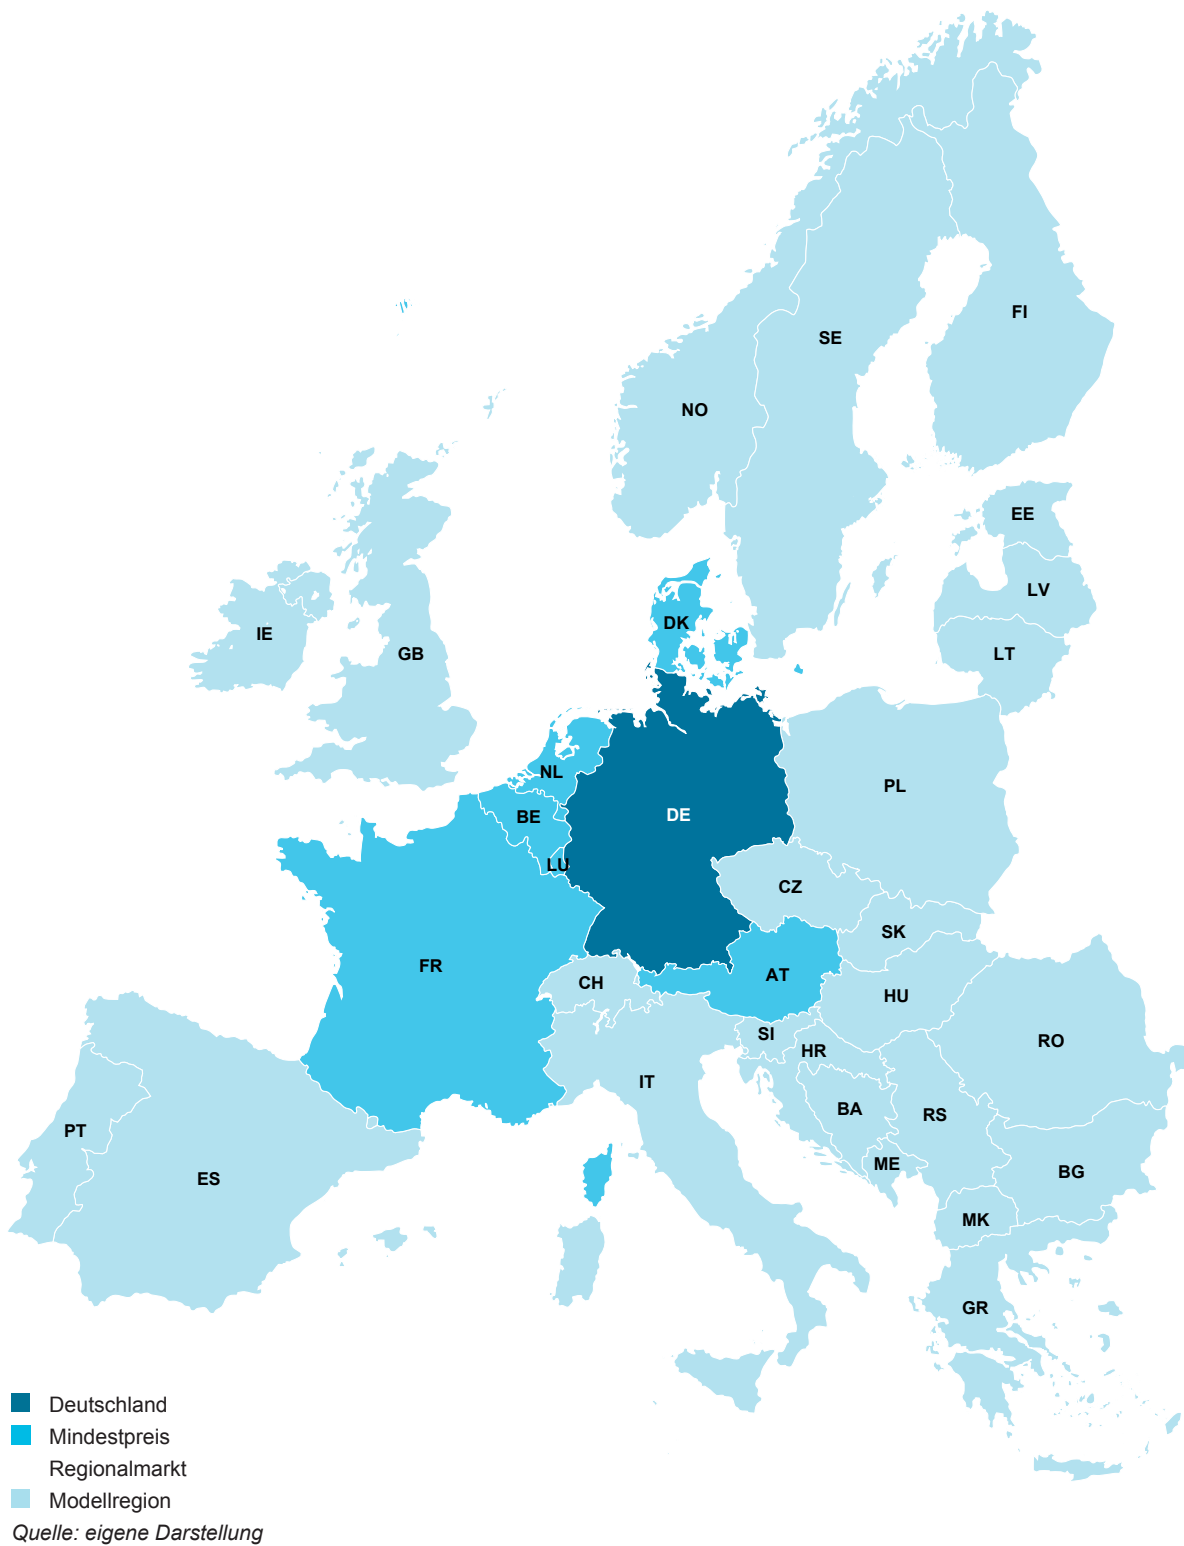 FI
SE
NO
EE
LV
DK
IE
GB
LT
NL
PL
BE
DE
LU
CZ
SK
FR
AT
CH
HU
SI
RO
HR
IT
BA
RS
PT
ME
BG
ES
MK
GR
Deutschland
Mindestpreis
Regionalmarkt
Modellregion
Quelle: eigene Darstellung